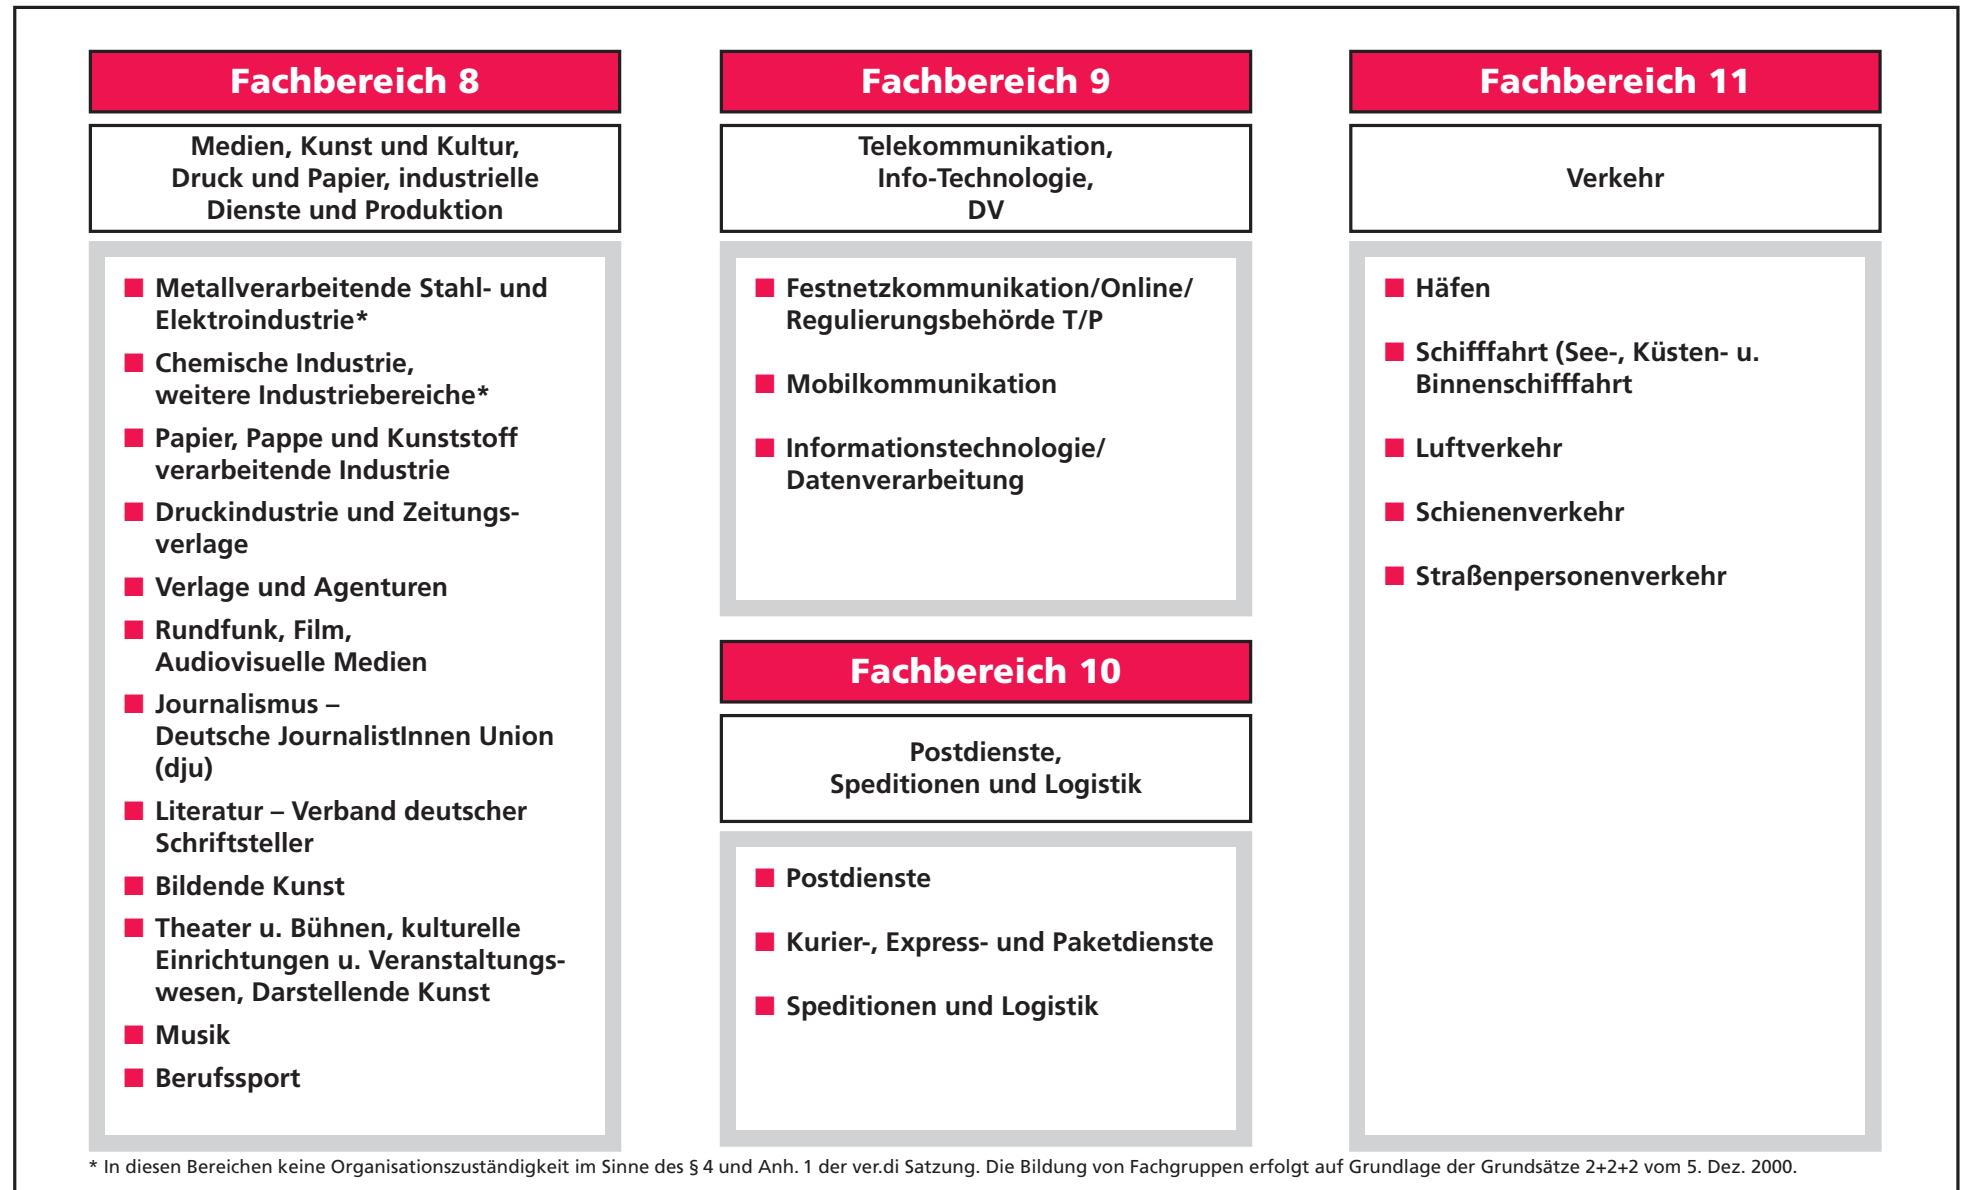 Fachbereich 8
Medien, Kunst und Kultur,
Druck und Papier, industrielle
Dienste und Produktion
■ Metallverarbeitende Stahl- und
Elektroindustrie*
■ Chemische Industrie,
weitere Industriebereiche*
■ Papier, Pappe und Kunststoff
verarbeitende Industrie
■ Druckindustrie und Zeitungs-
verlage
■ Verlage und Agenturen
■ Rundfunk, Film,
Audiovisuelle Medien
■ Journalismus –
Deutsche JournalistInnen Union
(dju)
■ Literatur – Verband deutscher
Schriftsteller
■ Bildende Kunst
■ Theater u. Bühnen, kulturelle
Einrichtungen u. Veranstaltungs-
wesen, Darstellende Kunst
■ Musik
■ Berufssport
Fachbereich 9
Telekommunikation,
Info-Technologie,
DV
■ Festnetzkommunikation/Online/
Regulierungsbehörde T/P
■ Mobilkommunikation
■ Informationstechnologie/
Datenverarbeitung
Fachbereich 10
Postdienste,
Speditionen und Logistik
■ Postdienste
■ Kurier-, Express- und Paketdienste
■ Speditionen und Logistik
Fachbereich 11
Verkehr
■ Häfen
■ Schifffahrt (See-, Küsten- u.
Binnenschifffahrt
■ Luftverkehr
■ Schienenverkehr
■ Straßenpersonenverkehr
* In diesen Bereichen keine Organisationszuständigkeit im Sinne des § 4 und Anh. 1 der ver.di Satzung. Die Bildung von Fachgruppen erfolgt auf Grundlage der Grundsätze 2+2+2 vom 5. Dez. 2000.